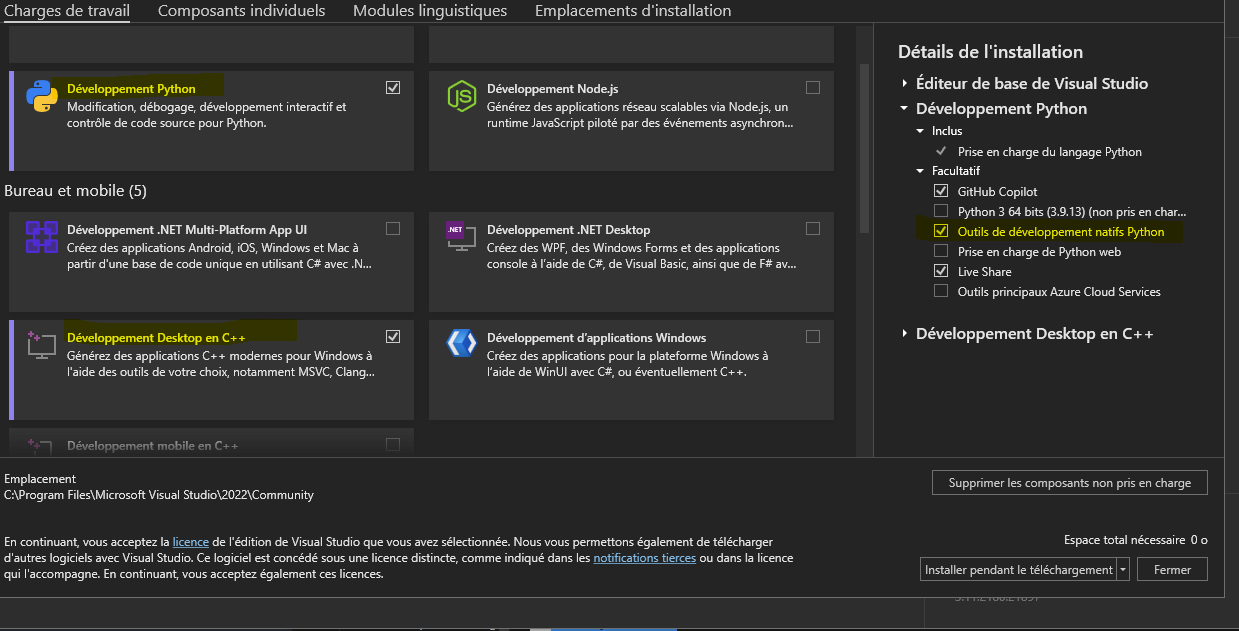 Charges de travail Composants individuels Modules linguistiques Emplacements d'installation
Développement Python
Modification, débogage, développement interactif et
contrôle de code source pour Python.
Développement Node.js
Générez des applications réseau scalables via Node.js, un
runtime JavaScript piloté par des événements asynchron...
Bureau et mobile (5)
Développement .NET Multi-Platform App UI
Créez des applications Android, iOS, Windows et Mac à
partir d'une base de code unique en utilisant C# avec .N...
.NET
Développement .NET Desktop
Créez des WPF, des Windows Forms et des applications
console à l'aide de C#, de Visual Basic, ainsi que de F# av...
Développement Desktop en C++
Générez des applications C++ modernes pour Windows à
l'aide des outils de votre choix, notamment MSVC, Clang...
Développement d'applications Windows
Créez des applications pour la plateforme Windows à
l'aide de WinUI avec C#, ou éventuellement C++.
Développement mobile en C++
Détails de l'installation
Éditeur de base de Visual Studio
Développement Python
Inclus
Prise en charge du langage Python
Facultatif
GitHub Copilot
Python 3 64 bits (3.9.13) (non pris en char...
Outils de développement natifs Python
Prise en charge de Python web
Live Share
Outils principaux Azure Cloud Services
Développement Desktop en C++
Emplacement
C:\Program Files\Microsoft Visual Studio\2022\Community
Supprimer les composants non pris en charge
En continuant, vous acceptez la licence de l'édition de Visual Studio que vous avez sélectionnée. Nous vous permettons également de télécharger
d'autres logiciels avec Visual Studio. Ce logiciel est concédé sous une licence distincte, comme indiqué dans les notifications tierces ou dans la licence
qui l'accompagne. En continuant, vous acceptez également ces licences.
Espace total nécessaire 0 o
Installer pendant le téléchargement
Fermer